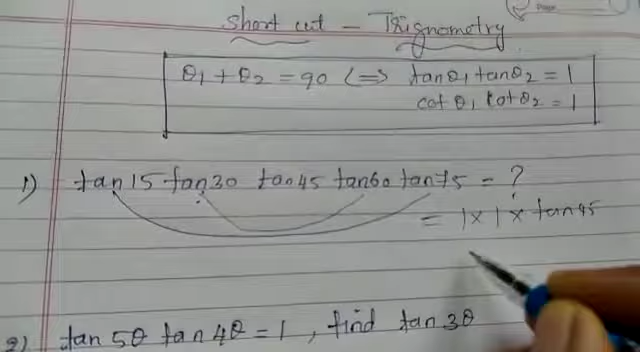 Short cut - Trignometry
θ1 + θ2 = 90 <=> tanθ1 tanθ2 = 1
cot θ1 cot θ2 = 1
1) tan15 tan30 tan45 tan60 tan75 = ?
= 1 x 1 x tan45
2) tan 5θ tan 4θ = 1, find tan 3θ